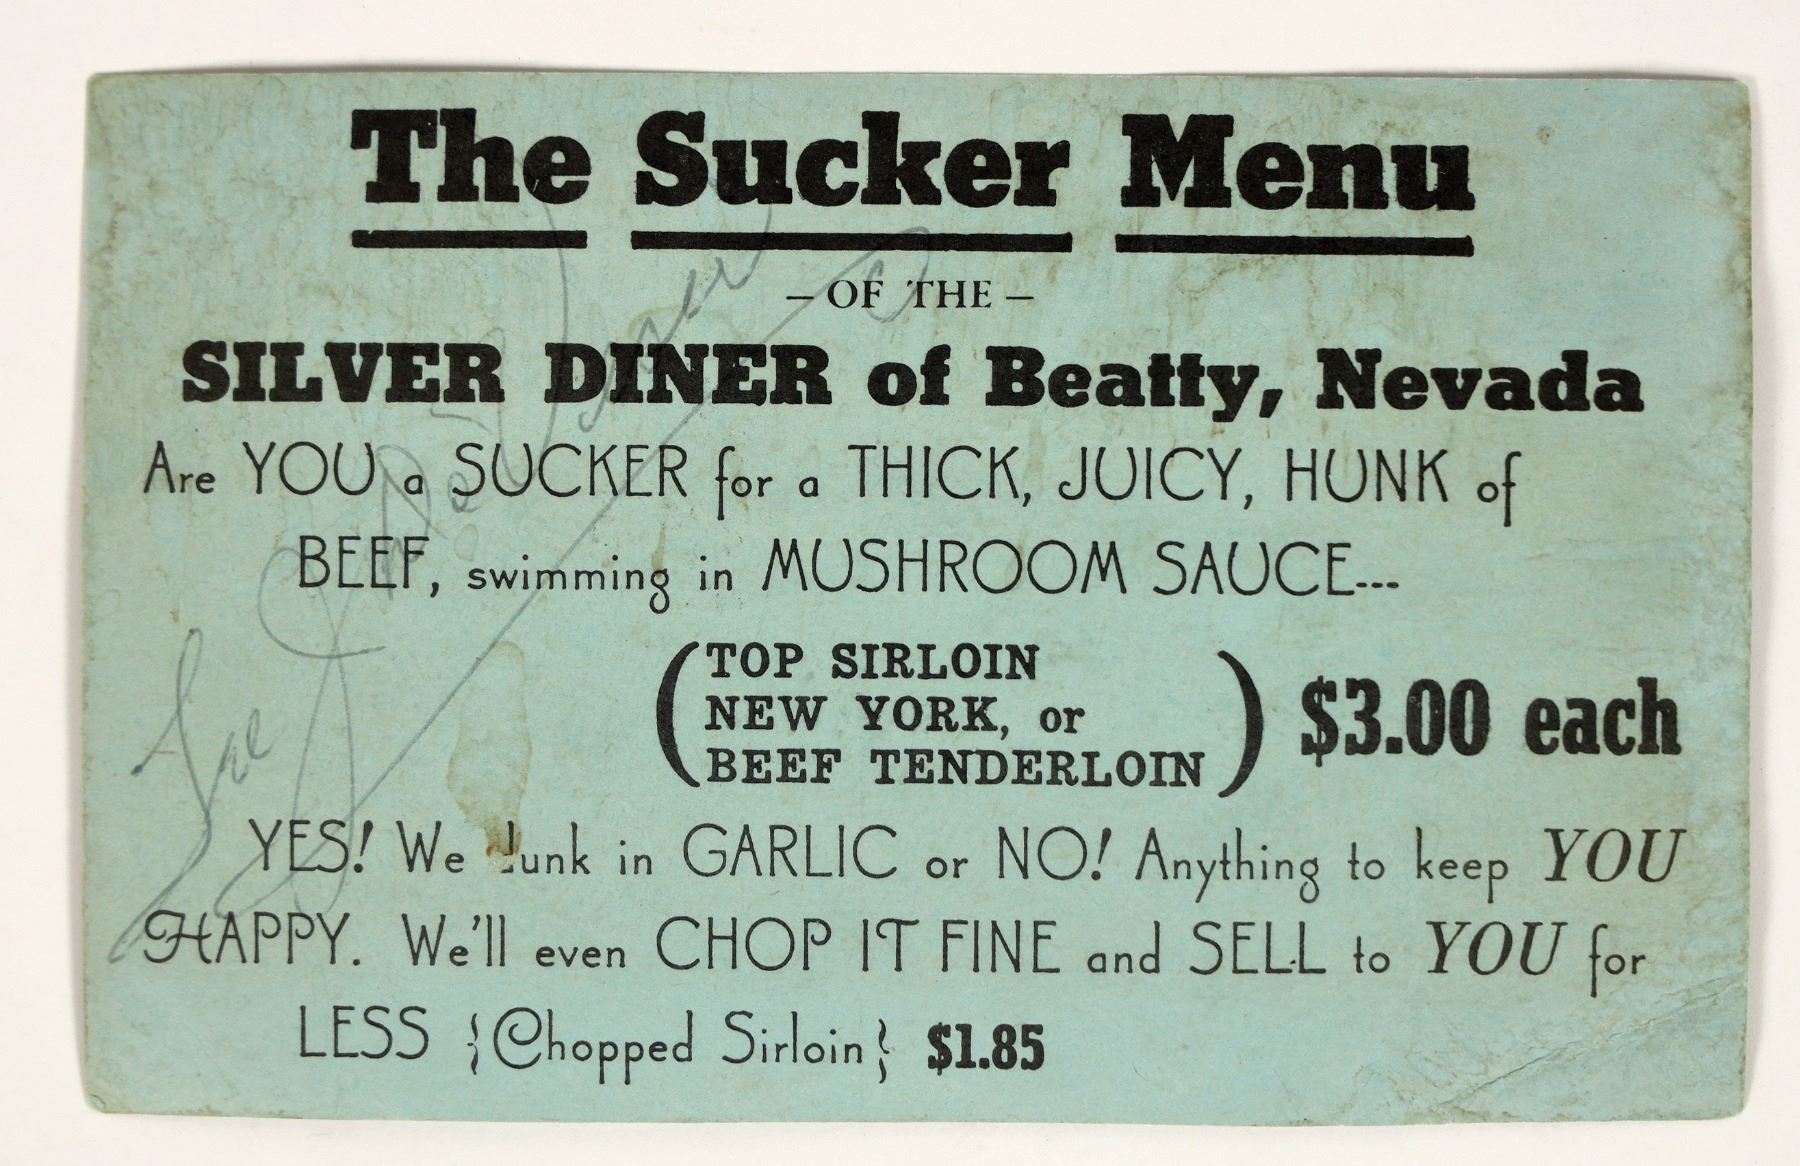 The Sucker Menu
– OF THE –
SILVER DINER of Beatty, Nevada
Are YOU a SUCKER for a THICK, JUICY, HUNK of
BEEF, swimming in MUSHROOM SAUCE---
TOP SIRLOIN
NEW YORK, or
BEEF TENDERLOIN
$3.00 each
YES! We dunk in GARLIC or NO! Anything to keep YOU
HAPPY. We'll even CHOP IT FINE and SELL to YOU for
LESS {Chopped Sirloin} $1.85